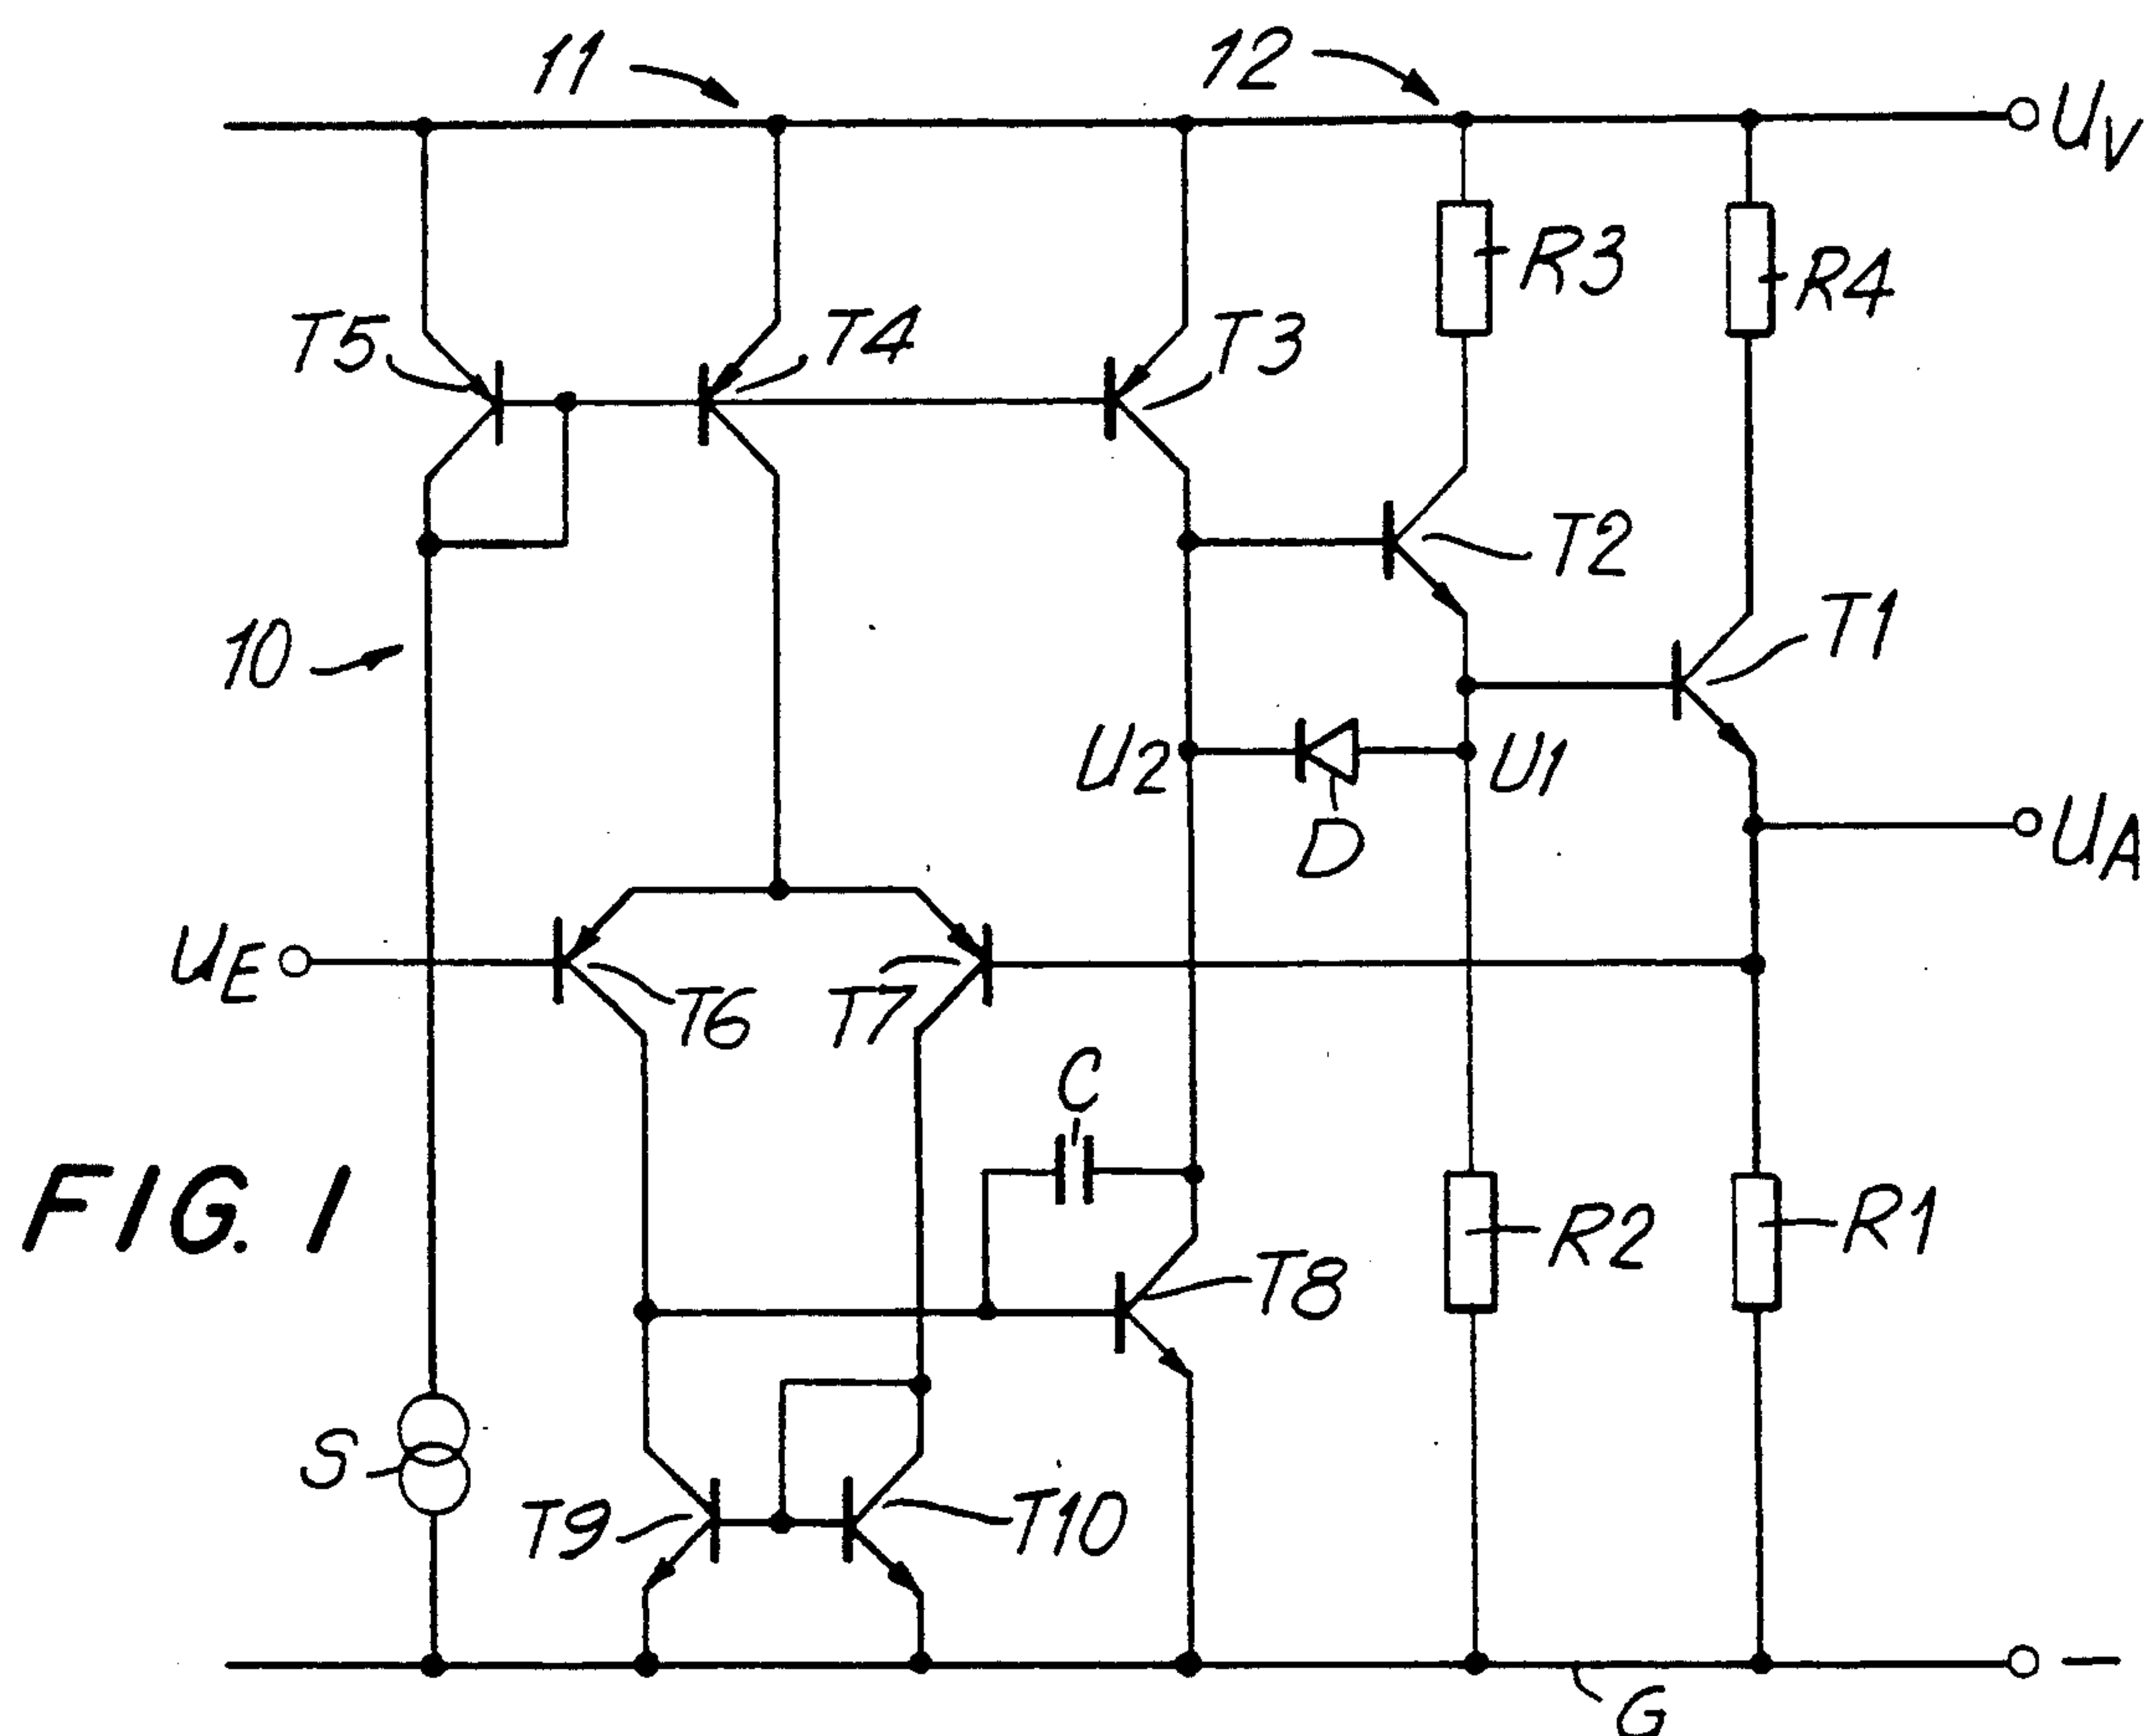 11
12
UV
R3
R4
T5
T4
T3
T2
T1
10
U2
U1
D
UA
UE
T6
T7
C
FIG. 1
R2
R1
T8
S
T9
T10
G
–